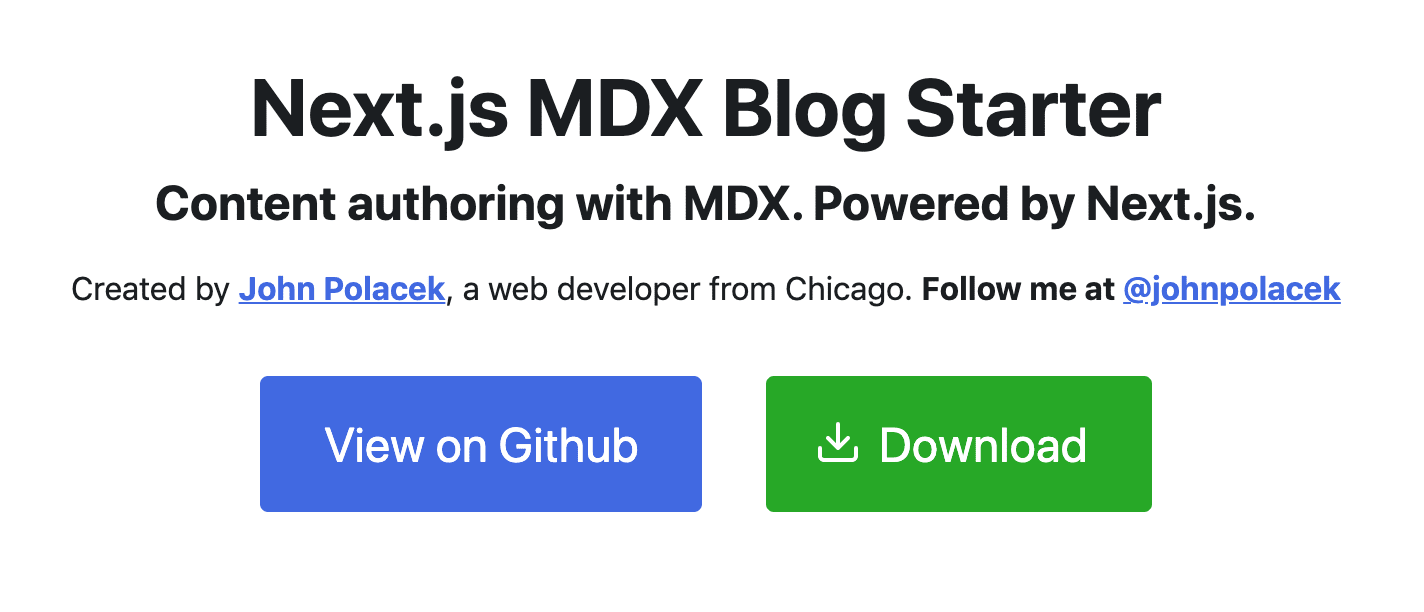 Next.js MDX Blog Starter
Content authoring with MDX. Powered by Next.js.
Created by John Polacek, a web developer from Chicago. Follow me at @johnpolacek
View on Github
Download